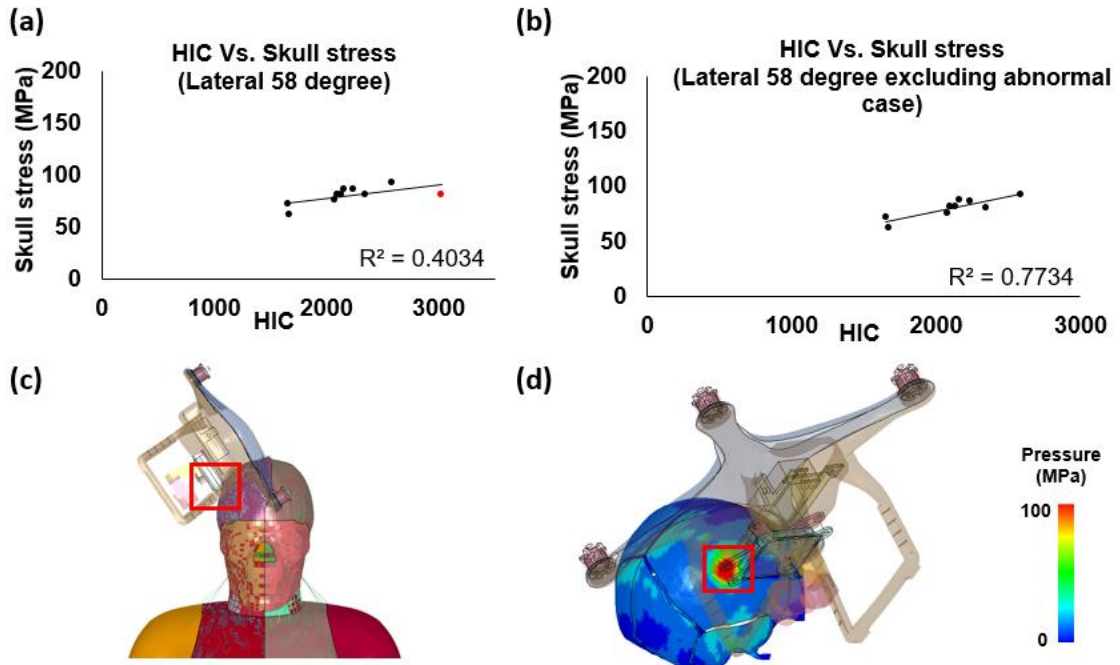 (a)
HIC Vs. Skull stress
(Lateral 58 degree)
Skull stress (MPa)
200
150
100
50
0
R² = 0.4034
0 1000 2000 3000
HIC
(b)
HIC Vs. Skull stress
(Lateral 58 degree excluding abnormal
case)
Skull stress (MPa)
200
150
100
50
0
R² = 0.7734
0 1000 2000 3000
HIC
(c)
(d)
Pressure
(MPa)
100
0